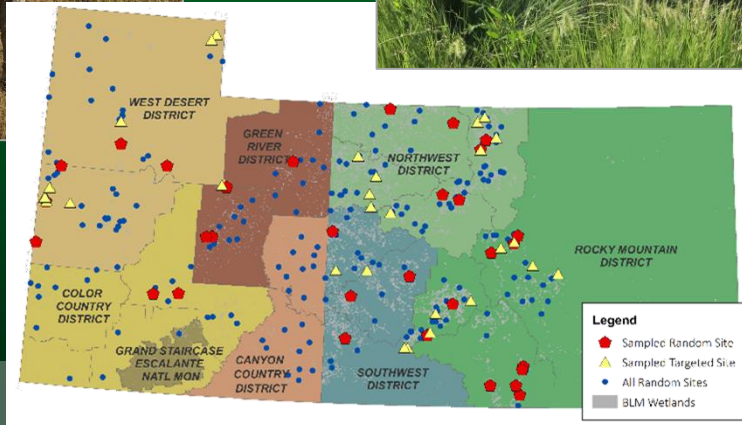 WEST DESERT
DISTRICT
GREEN
RIVER
DISTRICT
NORTHWEST
DISTRICT
ROCKY MOUNTAIN
DISTRICT
COLOR
COUNTRY
DISTRICT
GRAND STAIRCASE
ESCALANTE
NATL MON
CANYON
COUNTRY
DISTRICT
SOUTHWEST
DISTRICT
Legend
Sampled Random Site
Sampled Targeted Site
All Random Sites
BLM Wetlands